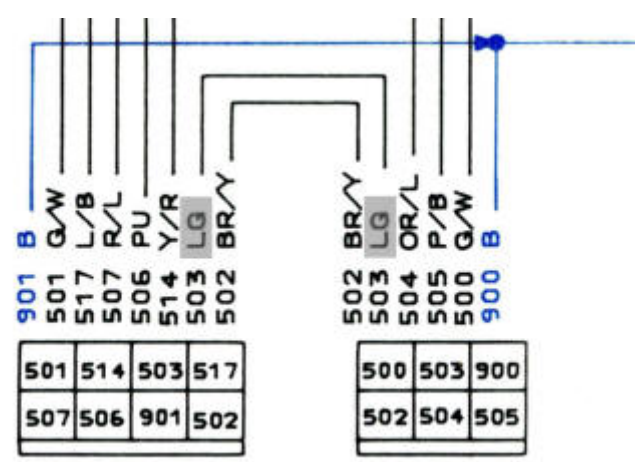 901 B
501 G/W
517 L/B
507 R/L
506 PU
514 Y/R
503 LG
502 BR/Y
502 BR/Y
503 LG
504 OR/L
505 P/B
500 G/W
900 B
501 514 503 517
507 506 901 502
500 503 900
502 504 505